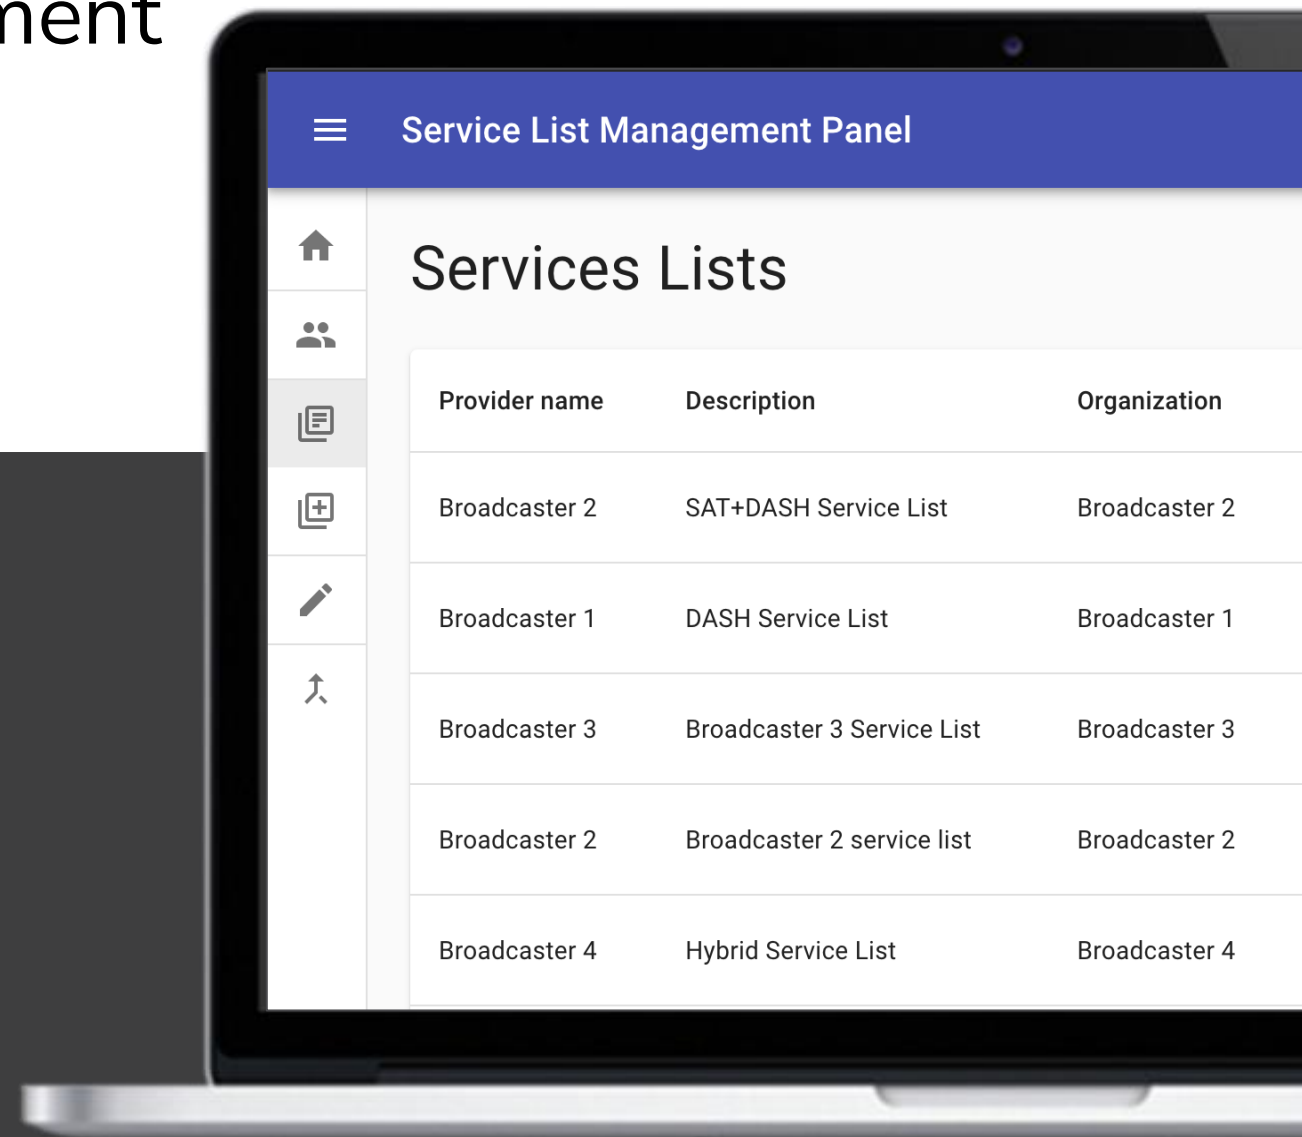 Service List Management Panel
Services Lists
Provider name Description Organization
Broadcaster 2 SAT+DASH Service List Broadcaster 2
Broadcaster 1 DASH Service List Broadcaster 1
Broadcaster 3 Broadcaster 3 Service List Broadcaster 3
Broadcaster 2 Broadcaster 2 service list Broadcaster 2
Broadcaster 4 Hybrid Service List Broadcaster 4